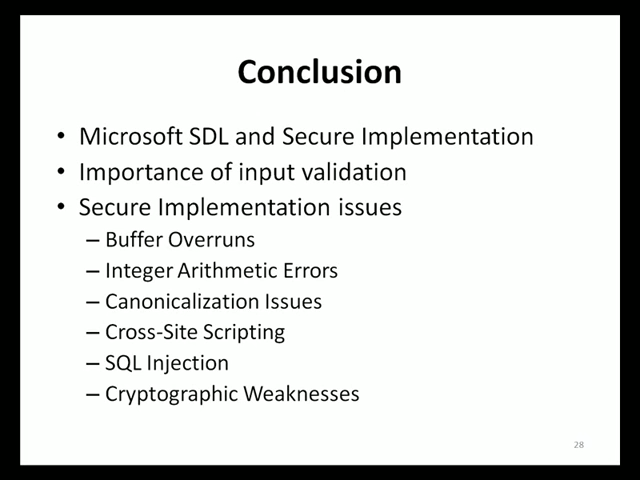 Conclusion
• Microsoft SDL and Secure Implementation
• Importance of input validation
• Secure Implementation issues
– Buffer Overruns
– Integer Arithmetic Errors
– Canonicalization Issues
– Cross-Site Scripting
– SQL Injection
– Cryptographic Weaknesses
28